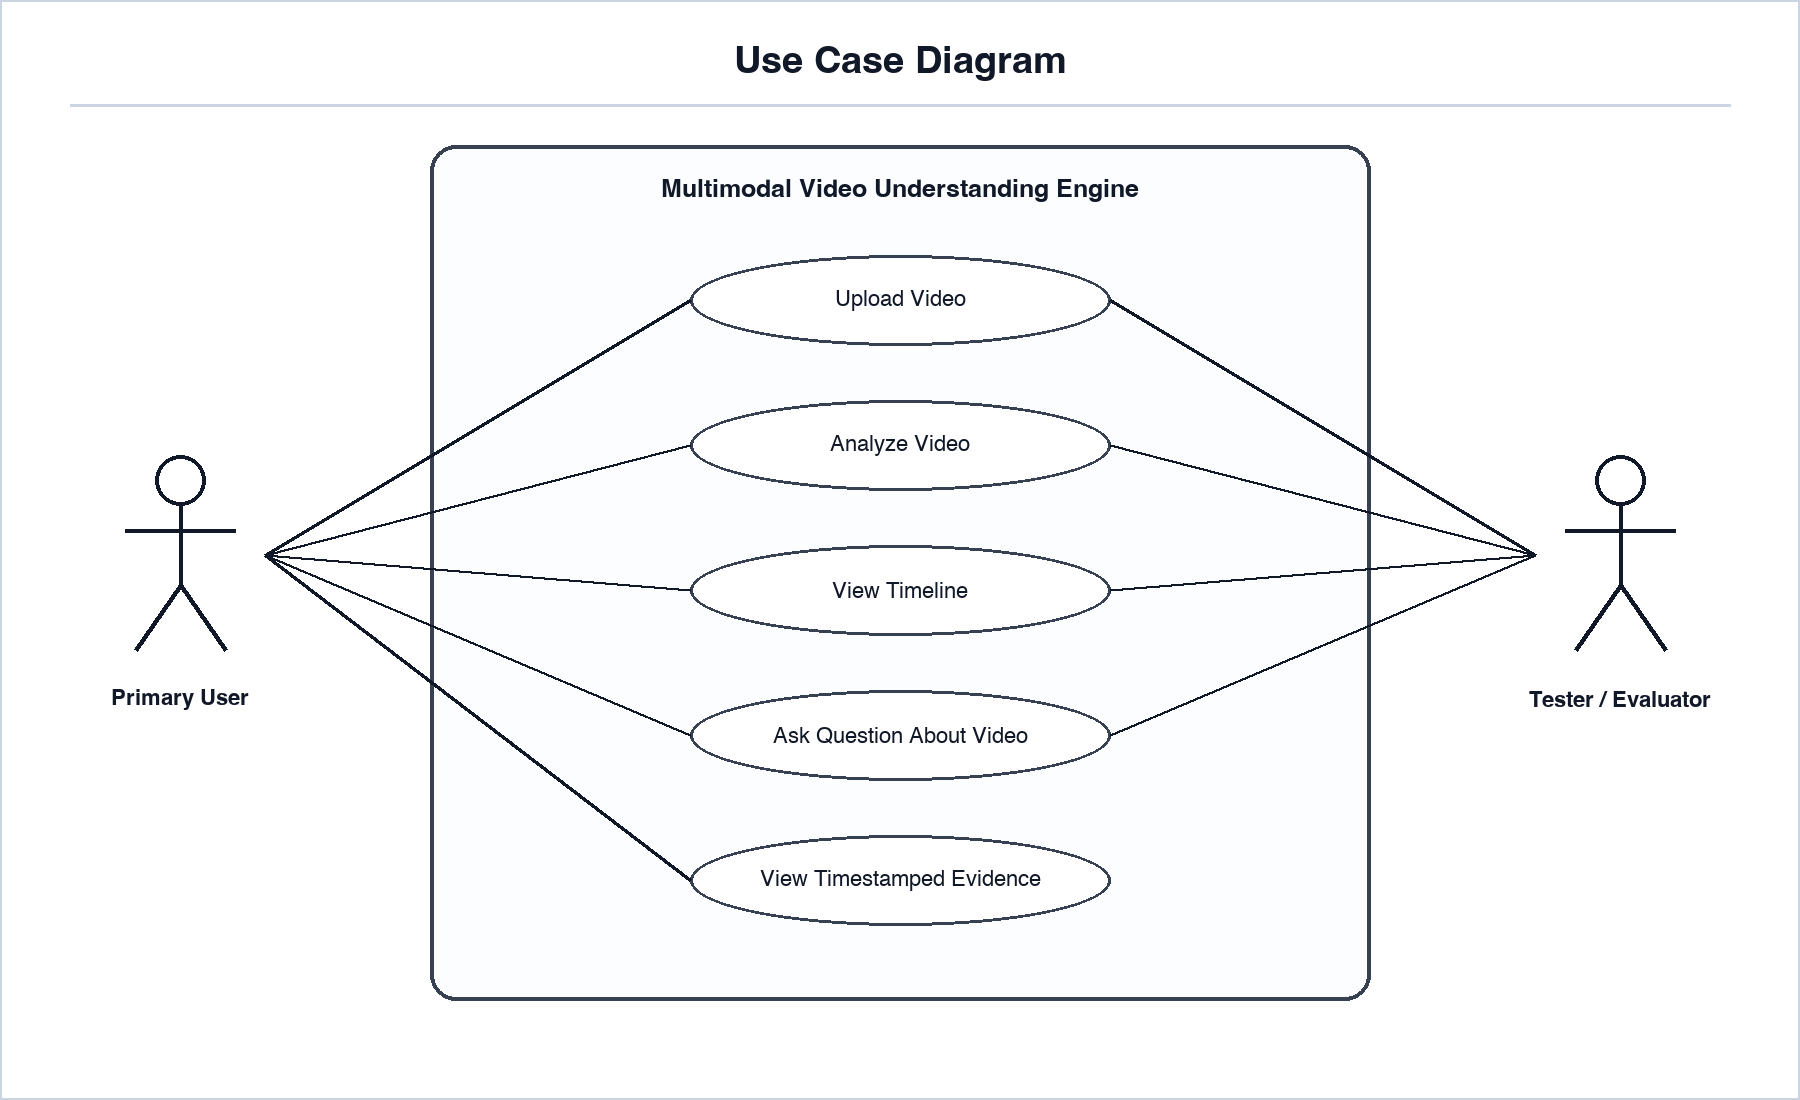 Use Case Diagram
Multimodal Video Understanding Engine
Upload Video
Analyze Video
View Timeline
Ask Question About Video
View Timestamped Evidence
Primary User
Tester / Evaluator